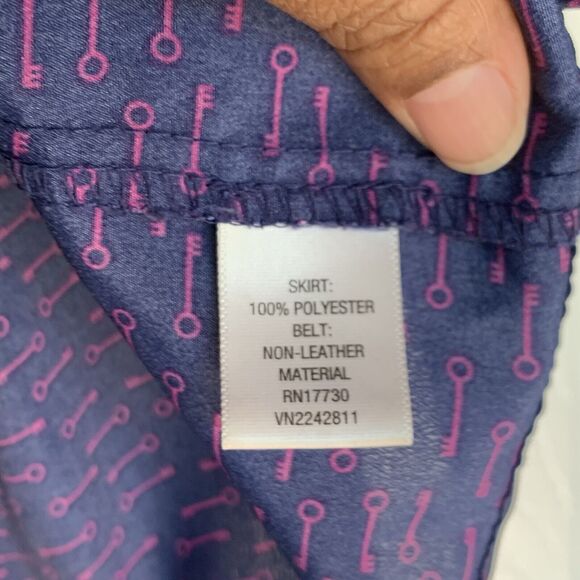 SKIRT:
100% POLYESTER
BELT:
NON-LEATHER
MATERIAL
RN17730
VN2242811